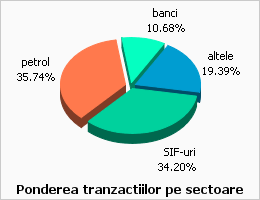 banci
10.68%
altele
19.39%
petrol
35.74%
SIF-uri
34.20%
Ponderea tranzactiilor pe sectoare